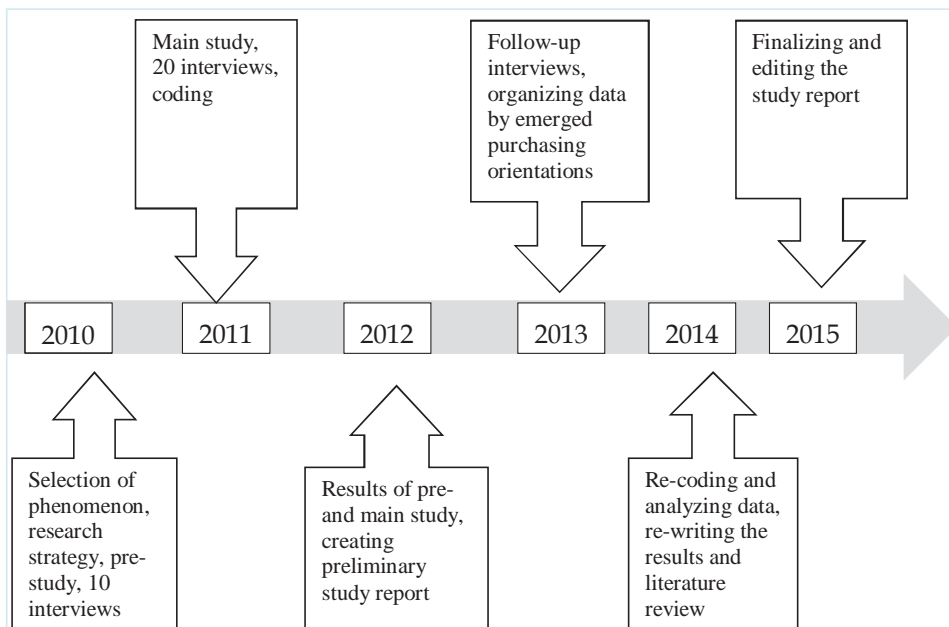 Main study,
20 interviews,
coding
Follow-up
interviews,
organizing data
by emerged
purchasing
orientations
Finalizing and
editing the
study report
2010
2011
2012
2013
2014
2015
Selection of
phenomenon,
research
strategy, pre-
study, 10
interviews
Results of pre-
and main study,
creating
preliminary
study report
Re-coding and
analyzing data,
re-writing the
results and
literature
review